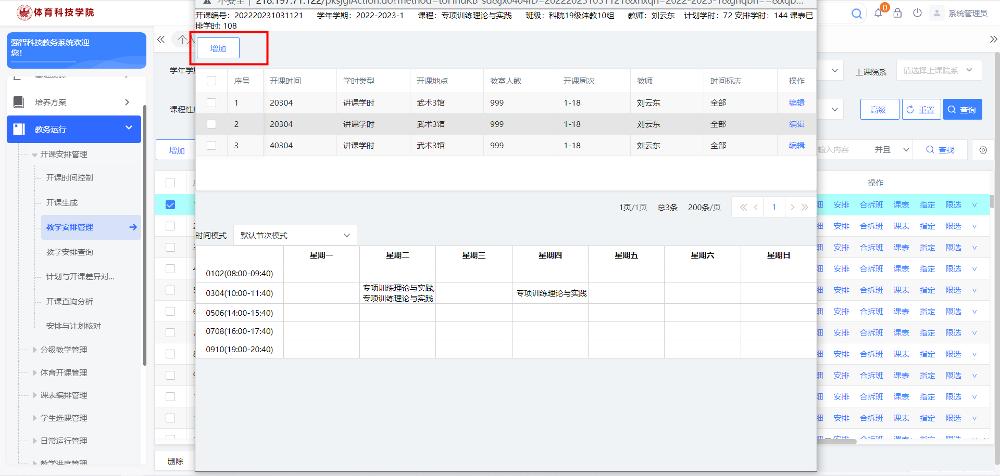 体育科技学院
强智科技教务系统欢迎
您!
培养方案
教务运行
开课安排管理
开课时间控制
开课生成
教学安排管理
教学安排查询
计划与开课差异对...
开课查询分析
安排与计划核对
分级教学管理
体育开课管理
课表编排管理
学生选课管理
日常运行管理
教学进度管理
个人
学年学期
课程性质
增加
删除
不安全 | 218.197.71.122/pksjglAction.do?method=toFindKB_sd&jx0404ID=202220231031121&xnxqh=2022-2023-1&ghqbh==&xqb...
开课编号：202220231031121 学年学期：2022-2023-1 课程：专项训练理论与实践 班级：科院19级体教10组 教师：刘云东 计划学时：72 安排学时：144 课表已
排学时: 108
增加
序号 开课时间 学时类型 开课地点 教室人数 开课周次 教师 时间标志 操作
1 20304 讲课学时 武术3馆 999 1-18 刘云东 全部 编辑
2 20304 讲课学时 武术3馆 999 1-18 刘云东 全部 编辑
3 40304 讲课学时 武术3馆 999 1-18 刘云东 全部 编辑
1页/1页 总3条 200条/页 1
时间模式 默认节次模式
星期一 星期二 星期三 星期四 星期五 星期六 星期日
0102(08:00-09:40)
0304(10:00-11:40) 专项训练理论与实践, 专项训练理论与实践
专项训练理论与实践
0506(14:00-15:40)
0708(16:00-17:40)
0910(19:00-20:40)
0 系统管理员
上课院系 请选择上课院系
高级 重置 查询
输入内容 并且 查找
操作
细 安排 合拆班 课表 指定 限选 ∨
细 安排 合拆班 课表 指定 限选 ∨
细 安排 合拆班 课表 指定 限选 ∨
细 安排 合拆班 课表 指定 限选 ∨
细 安排 合拆班 课表 指定 限选 ∨
细 安排 合拆班 课表 指定 限选 ∨
细 安排 合拆班 课表 指定 限选 ∨
细 安排 合拆班 课表 指定 限选 ∨
细 安排 合拆班 课表 指定 限选 ∨
细 安排 合拆班 课表 指定 限选 ∨
细 安排 合拆班 课表 指定 限选 ∨